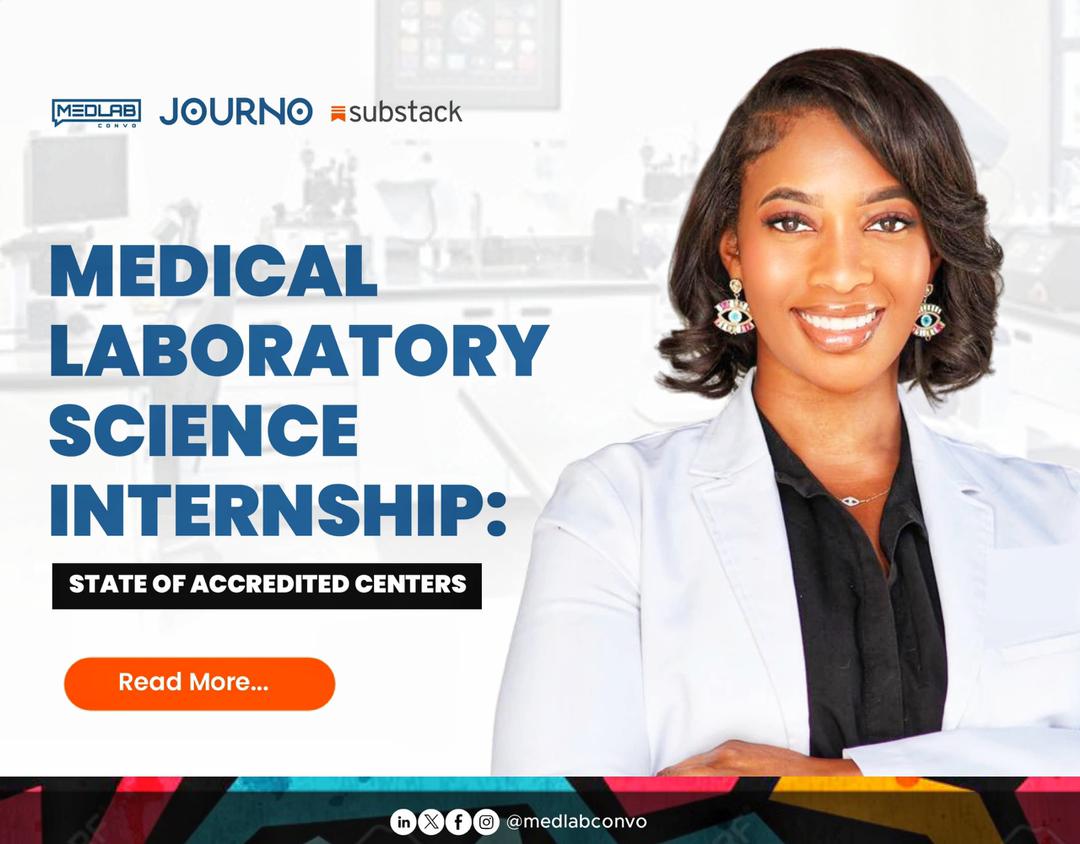 MEDLAB CONVO JOURNO substack
MEDICAL
LABORATORY
SCIENCE
INTERNSHIP:
STATE OF ACCREDITED CENTERS
Read More...
@medlabconvo